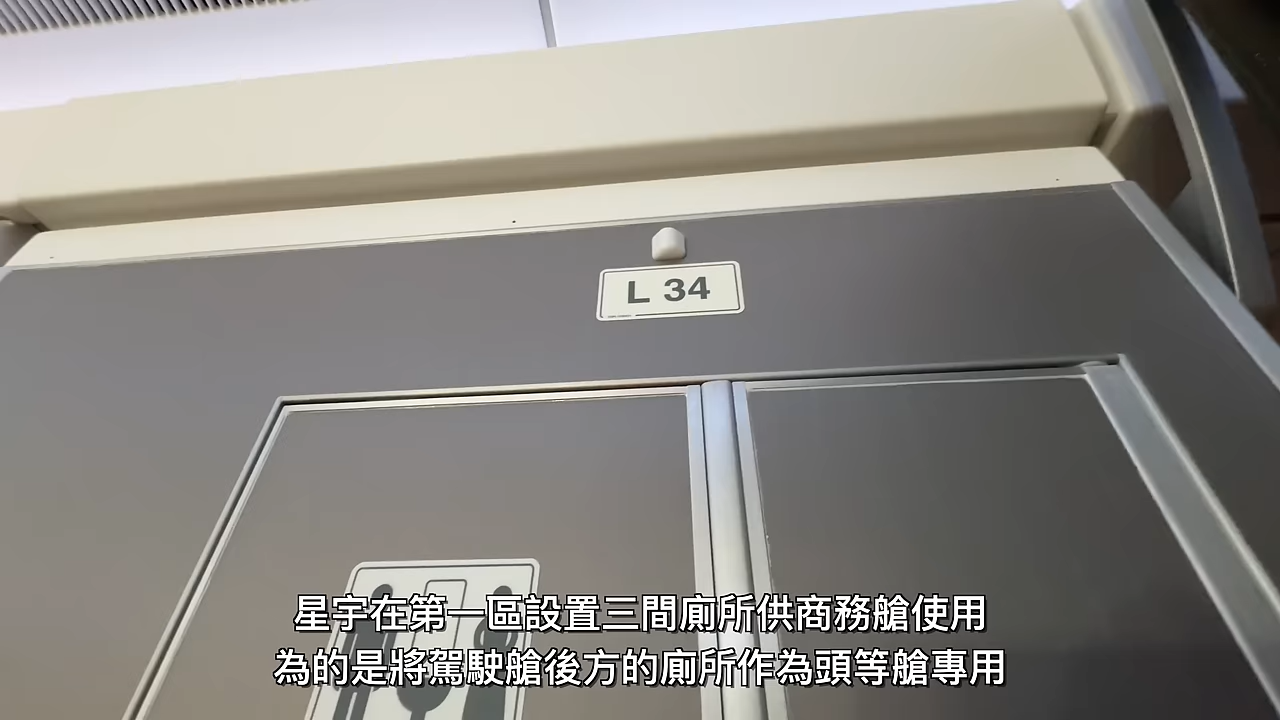 L 34
星宇在第一區設置三間廁所供商務艙使用
為的是將駕駛艙後方的廁所作為頭等艙專用